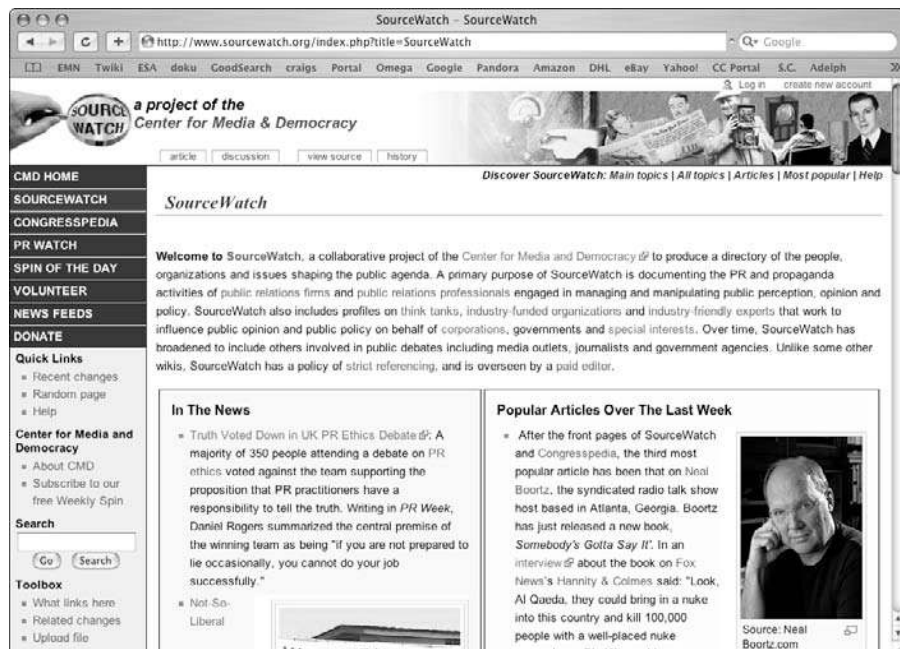 SourceWatch – SourceWatch
http://www.sourcewatch.org/index.php?title=SourceWatch
Google
EMN Twiki ESA doku GoodSearch craigs Portal Omega Google Pandora Amazon DHL eBay Yahoo! CC Portal S.C. Adelph
Log in create new account
SOURCE WATCH
a project of the
Center for Media & Democracy
article discussion view source history
Discover SourceWatch: Main topics | All topics | Articles | Most popular | Help
CMD HOME
SOURCEWATCH
CONGRESSPEDIA
PR WATCH
SPIN OF THE DAY
VOLUNTEER
NEWS FEEDS
DONATE
Quick Links
Recent changes
Random page
Help
Center for Media and
Democracy
About CMD
Subscribe to our
free Weekly Spin
Search
Go Search
Toolbox
What links here
Related changes
Upload file
SourceWatch
Welcome to SourceWatch, a collaborative project of the Center for Media and Democracy to produce a directory of the people,
organizations and issues shaping the public agenda. A primary purpose of SourceWatch is documenting the PR and propaganda
activities of public relations firms and public relations professionals engaged in managing and manipulating public perception, opinion and
policy. SourceWatch also includes profiles on think tanks, industry-funded organizations and industry-friendly experts that work to
influence public opinion and public policy on behalf of corporations, governments and special interests. Over time, SourceWatch has
broadened to include others involved in public debates including media outlets, journalists and government agencies. Unlike some other
wikis, SourceWatch has a policy of strict referencing, and is overseen by a paid editor.
In The News
Truth Voted Down in UK PR Ethics Debate: A
majority of 350 people attending a debate on PR
ethics voted against the team supporting the
proposition that PR practitioners have a
responsibility to tell the truth. Writing in PR Week,
Daniel Rogers summarized the central premise of
the winning team as being "if you are not prepared to
lie occasionally, you cannot do your job
successfully."
Not-So-
Liberal
Popular Articles Over The Last Week
After the front pages of SourceWatch
and Congresspedia, the third most
popular article has been that on Neal
Boortz, the syndicated radio talk show
host based in Atlanta, Georgia. Boortz
has just released a new book,
Somebody's Gotta Say It'. In an
interview about the book on Fox
News's Hannity & Colmes said: "Look,
Al Qaeda, they could bring in a nuke
into this country and kill 100,000
people with a well-placed nuke
Source: Neal
Boortz.com